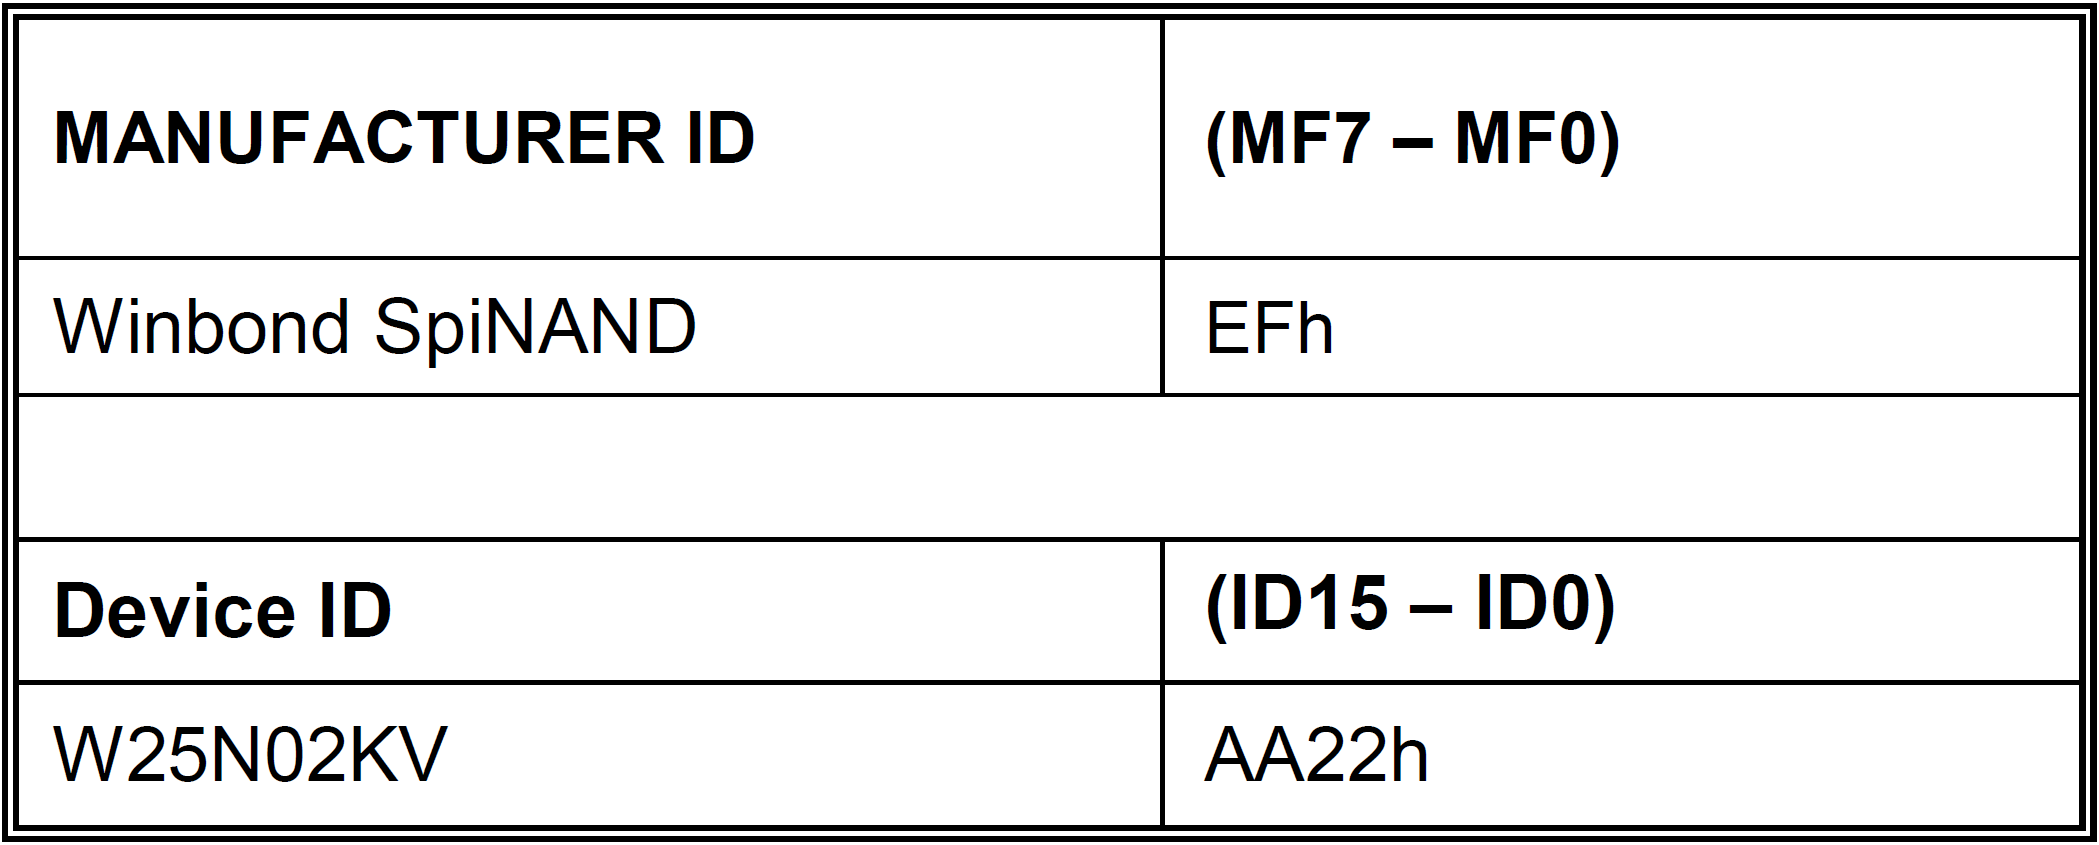 MANUFACTURER ID (MF7 – MF0)
Winbond SpiNAND EFh
Device ID (ID15 – ID0)
W25N02KV AA22h